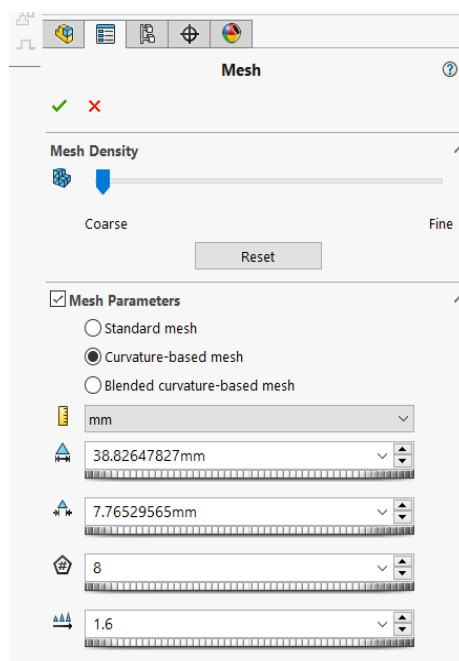 Mesh
Mesh Density
Coarse Fine
Reset
Mesh Parameters
Standard mesh
Curvature-based mesh
Blended curvature-based mesh
mm
38.82647827mm
7.76529565mm
8
1.6